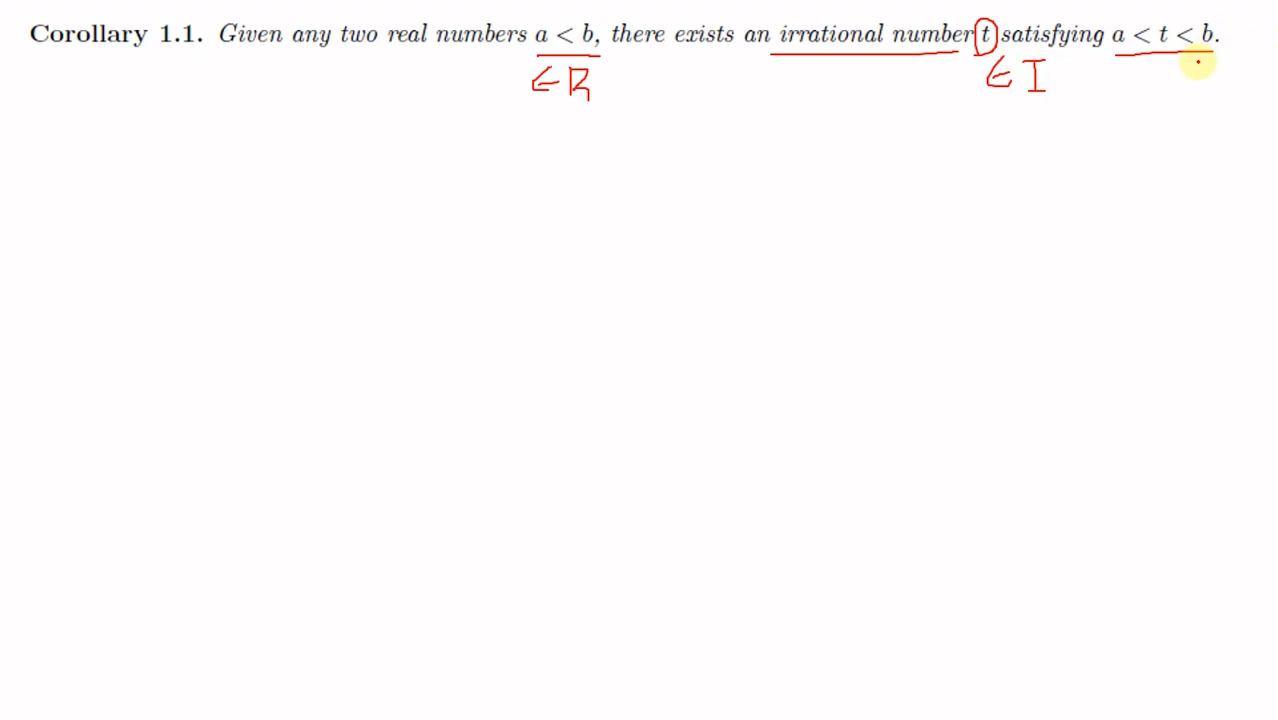 Corollary 1.1. Given any two real numbers a < b, there exists an irrational number t satisfying a < t < b.
∈ R ∈ I